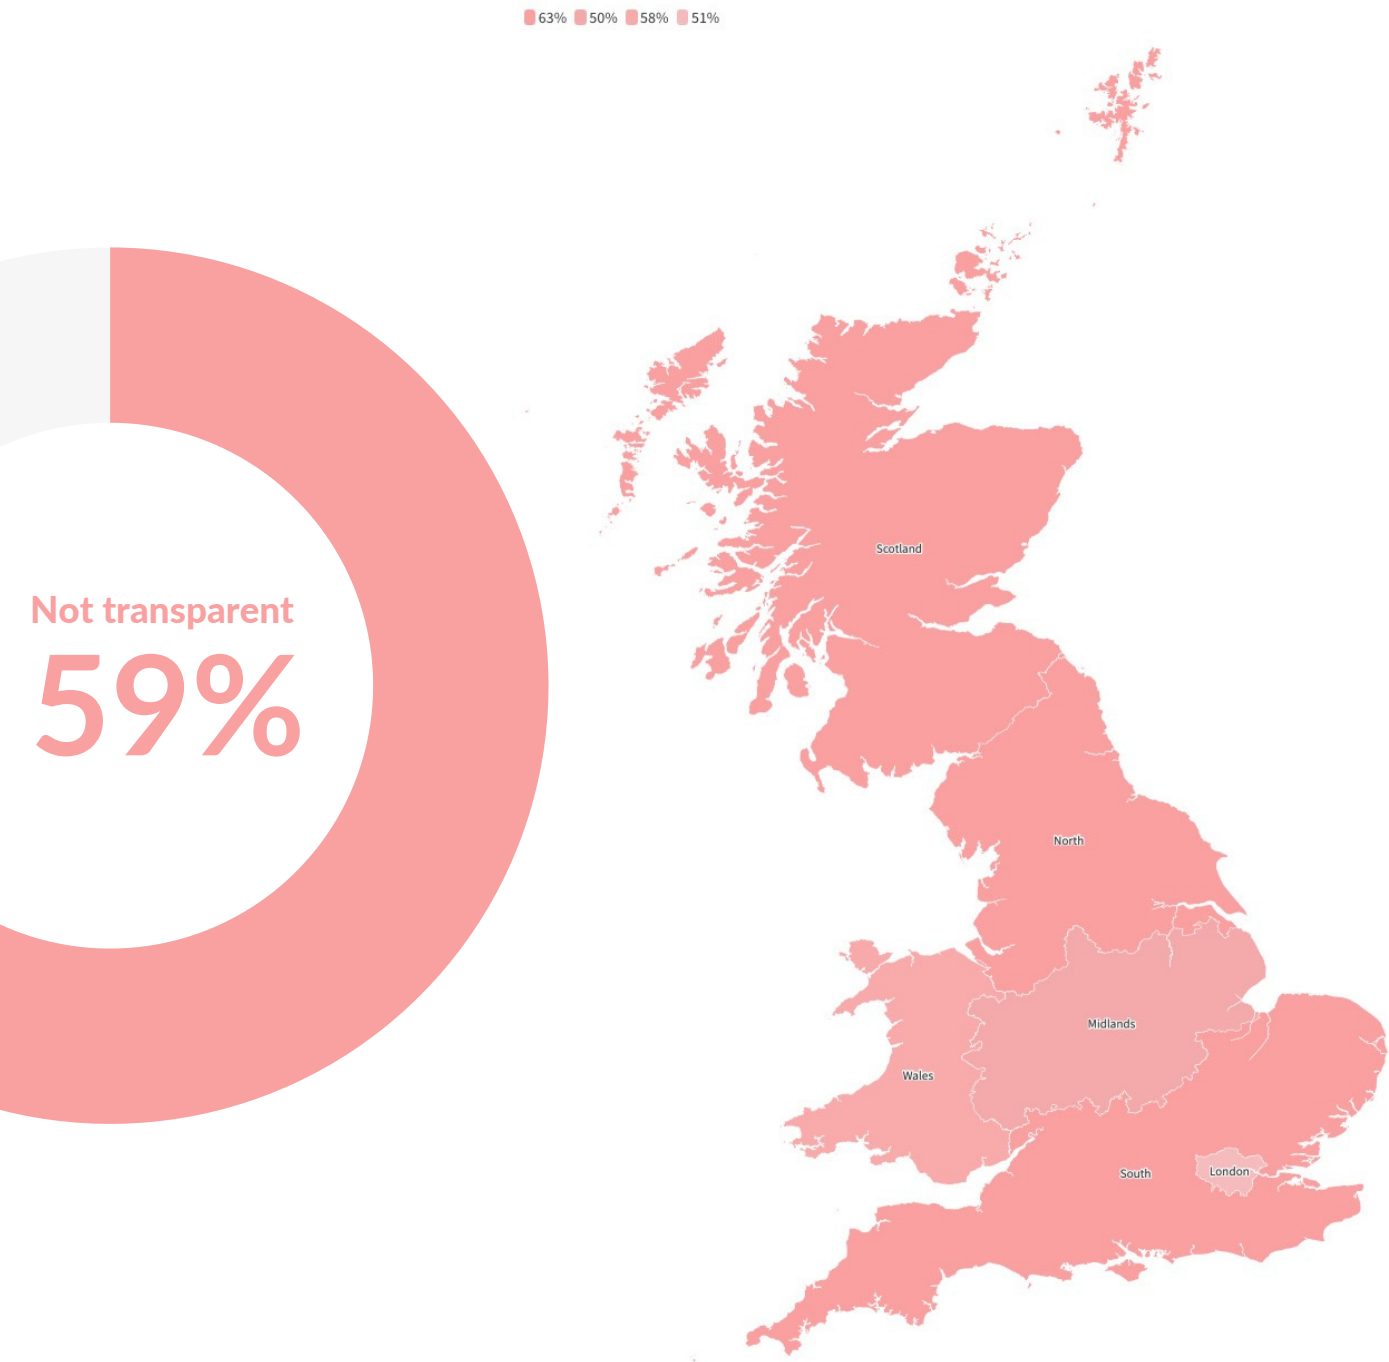 63% 50% 58% 51%
Not transparent
59%
Scotland
North
Midlands
Wales
South
London